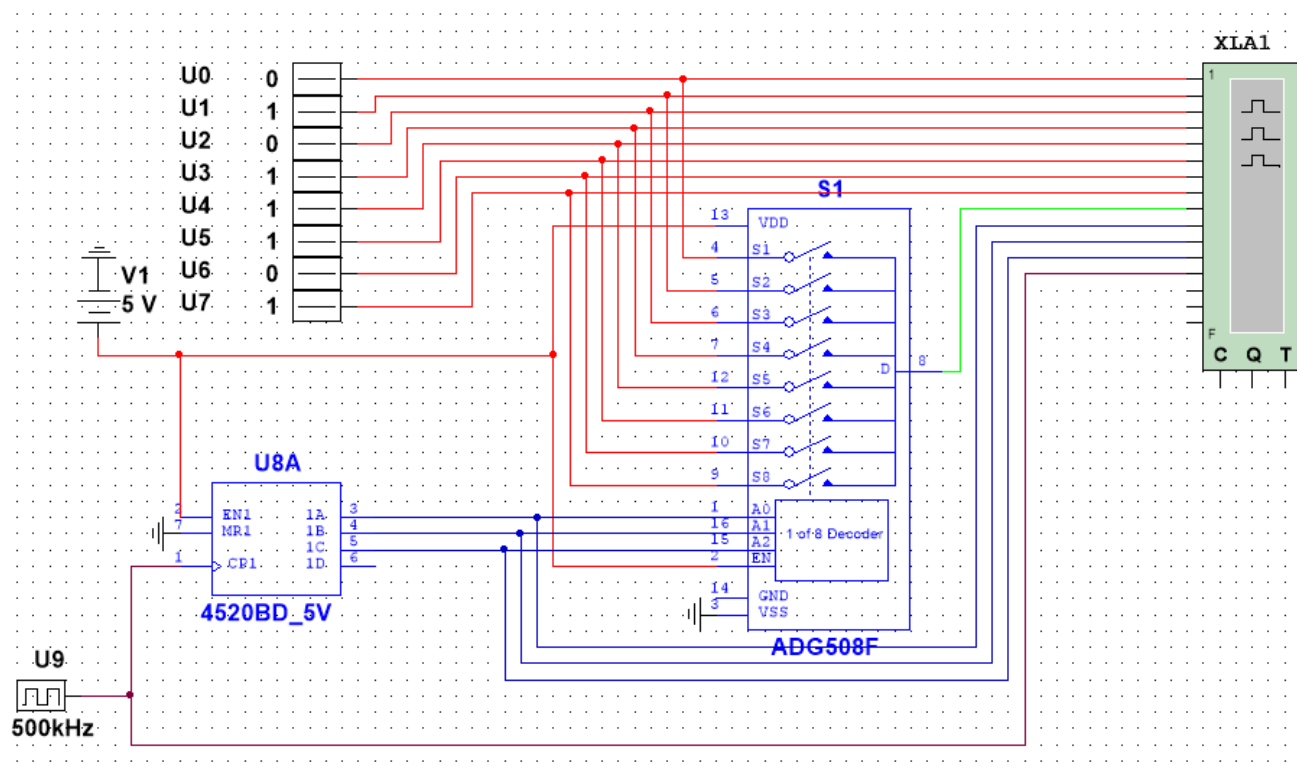 XLA1
U0 0
U1 1
U2 0
U3 1
U4 1
U5 1
U6 0
U7 1
1
F
C Q T
V1
5 V
S1
13 VDD
4 S1
5 S2
6 S3
7 S4
12 S5
11 S6
10 S7
9 S8
D 8
1 A0
16 A1
15 A2
2 EN
1 of 8 Decoder
14 GND
3 VSS
ADG508F
U8A
2 EN1 1A 3
7 MR1 1B 4
1C 5
1 CP1 1D 6
4520BD_5V
U9
500kHz